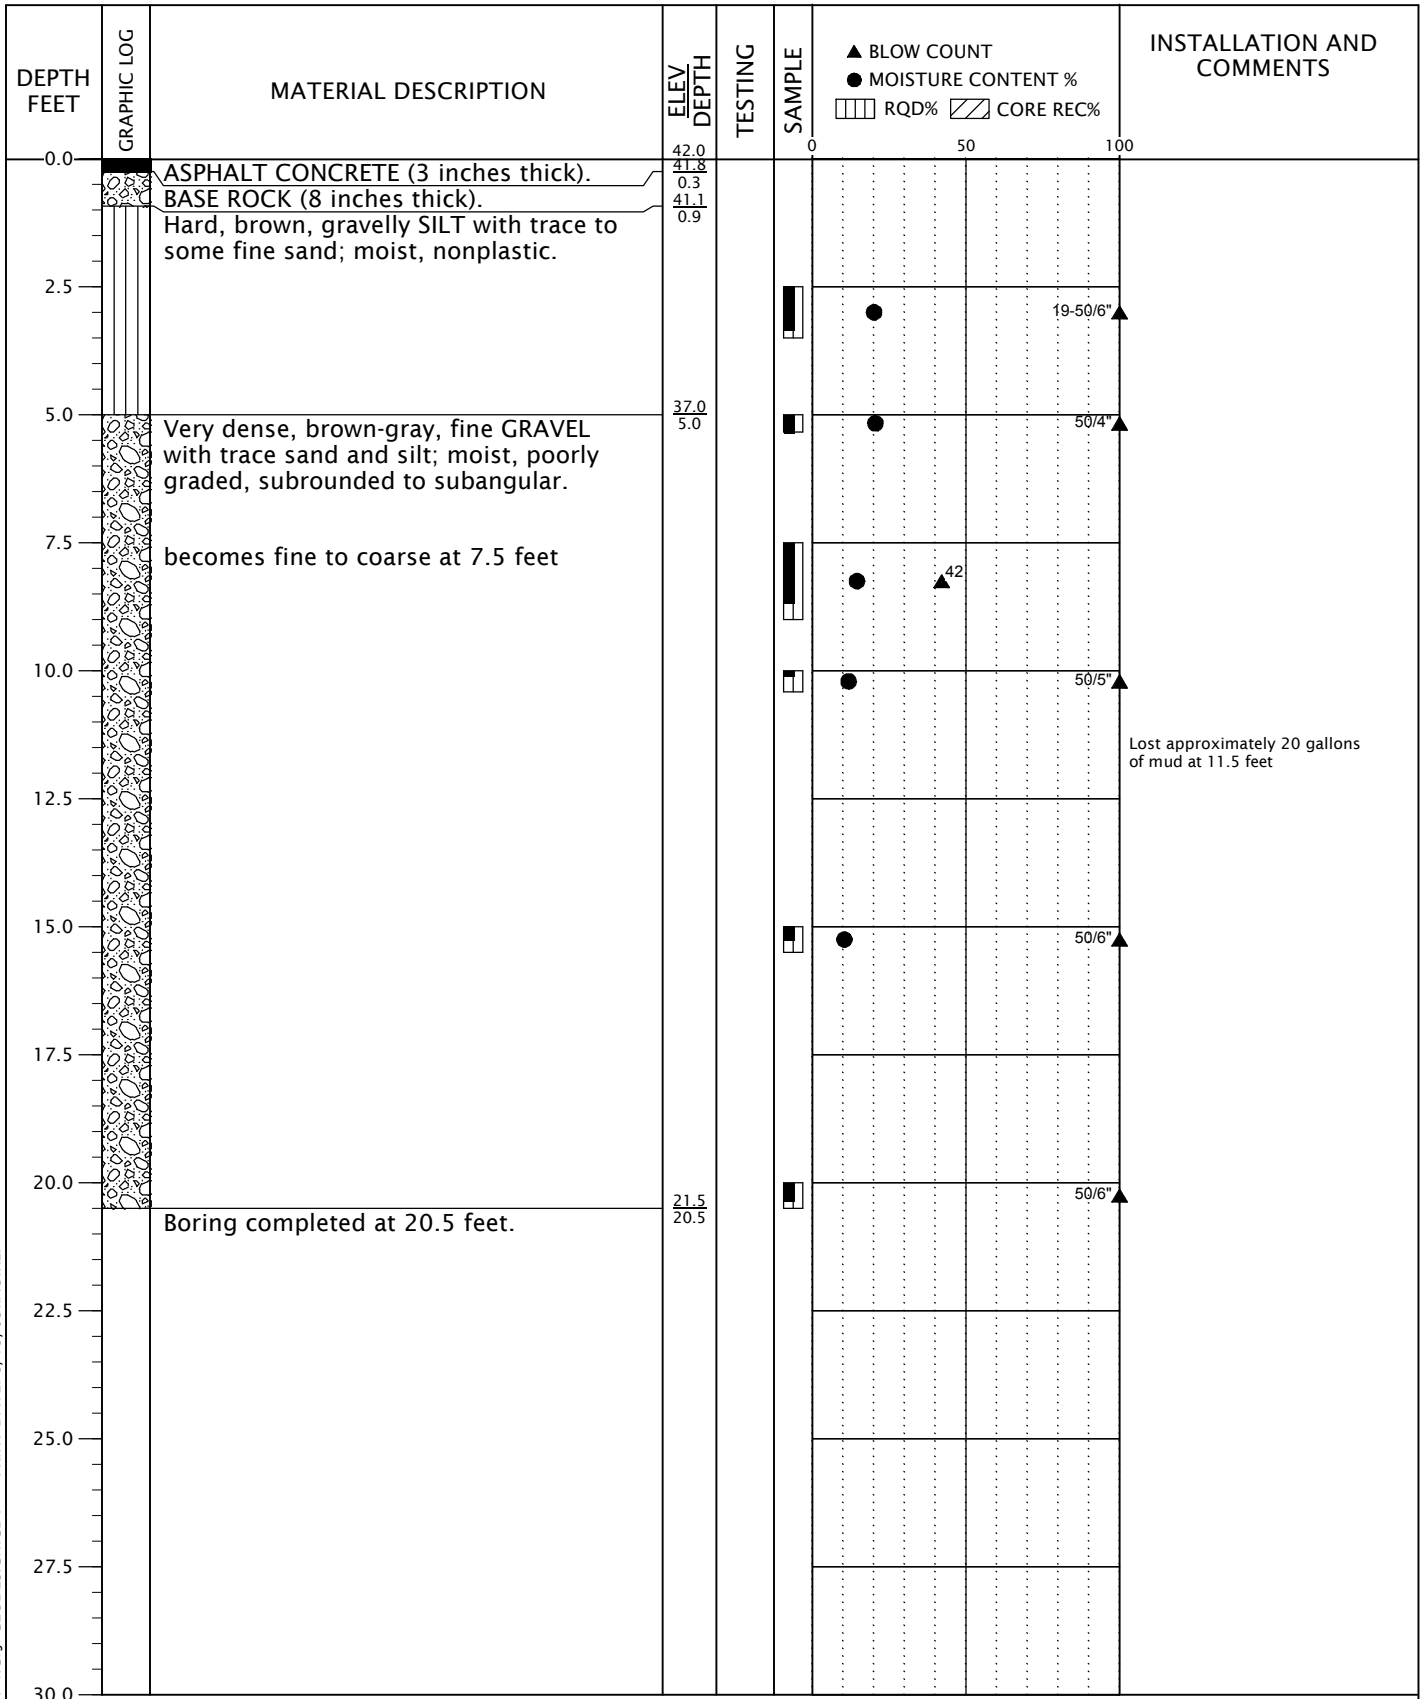 DEPTH
FEET
GRAPHIC LOG
MATERIAL DESCRIPTION
ELEV
DEPTH
TESTING
SAMPLE
▲ BLOW COUNT
● MOISTURE CONTENT %
RQD% CORE REC%
INSTALLATION AND
COMMENTS
0 50 100
0.0
42.0
ASPHALT CONCRETE (3 inches thick).
41.8
0.3
BASE ROCK (8 inches thick).
41.1
0.9
Hard, brown, gravelly SILT with trace to
some fine sand; moist, nonplastic.
2.5
19-50/6"
5.0
37.0
5.0
50/4"
Very dense, brown-gray, fine GRAVEL
with trace sand and silt; moist, poorly
graded, subrounded to subangular.
7.5
becomes fine to coarse at 7.5 feet
42
10.0
50/5"
Lost approximately 20 gallons
of mud at 11.5 feet
12.5
15.0
50/6"
17.5
20.0
50/6"
21.5
20.5
Boring completed at 20.5 feet.
22.5
25.0
27.5
30.0